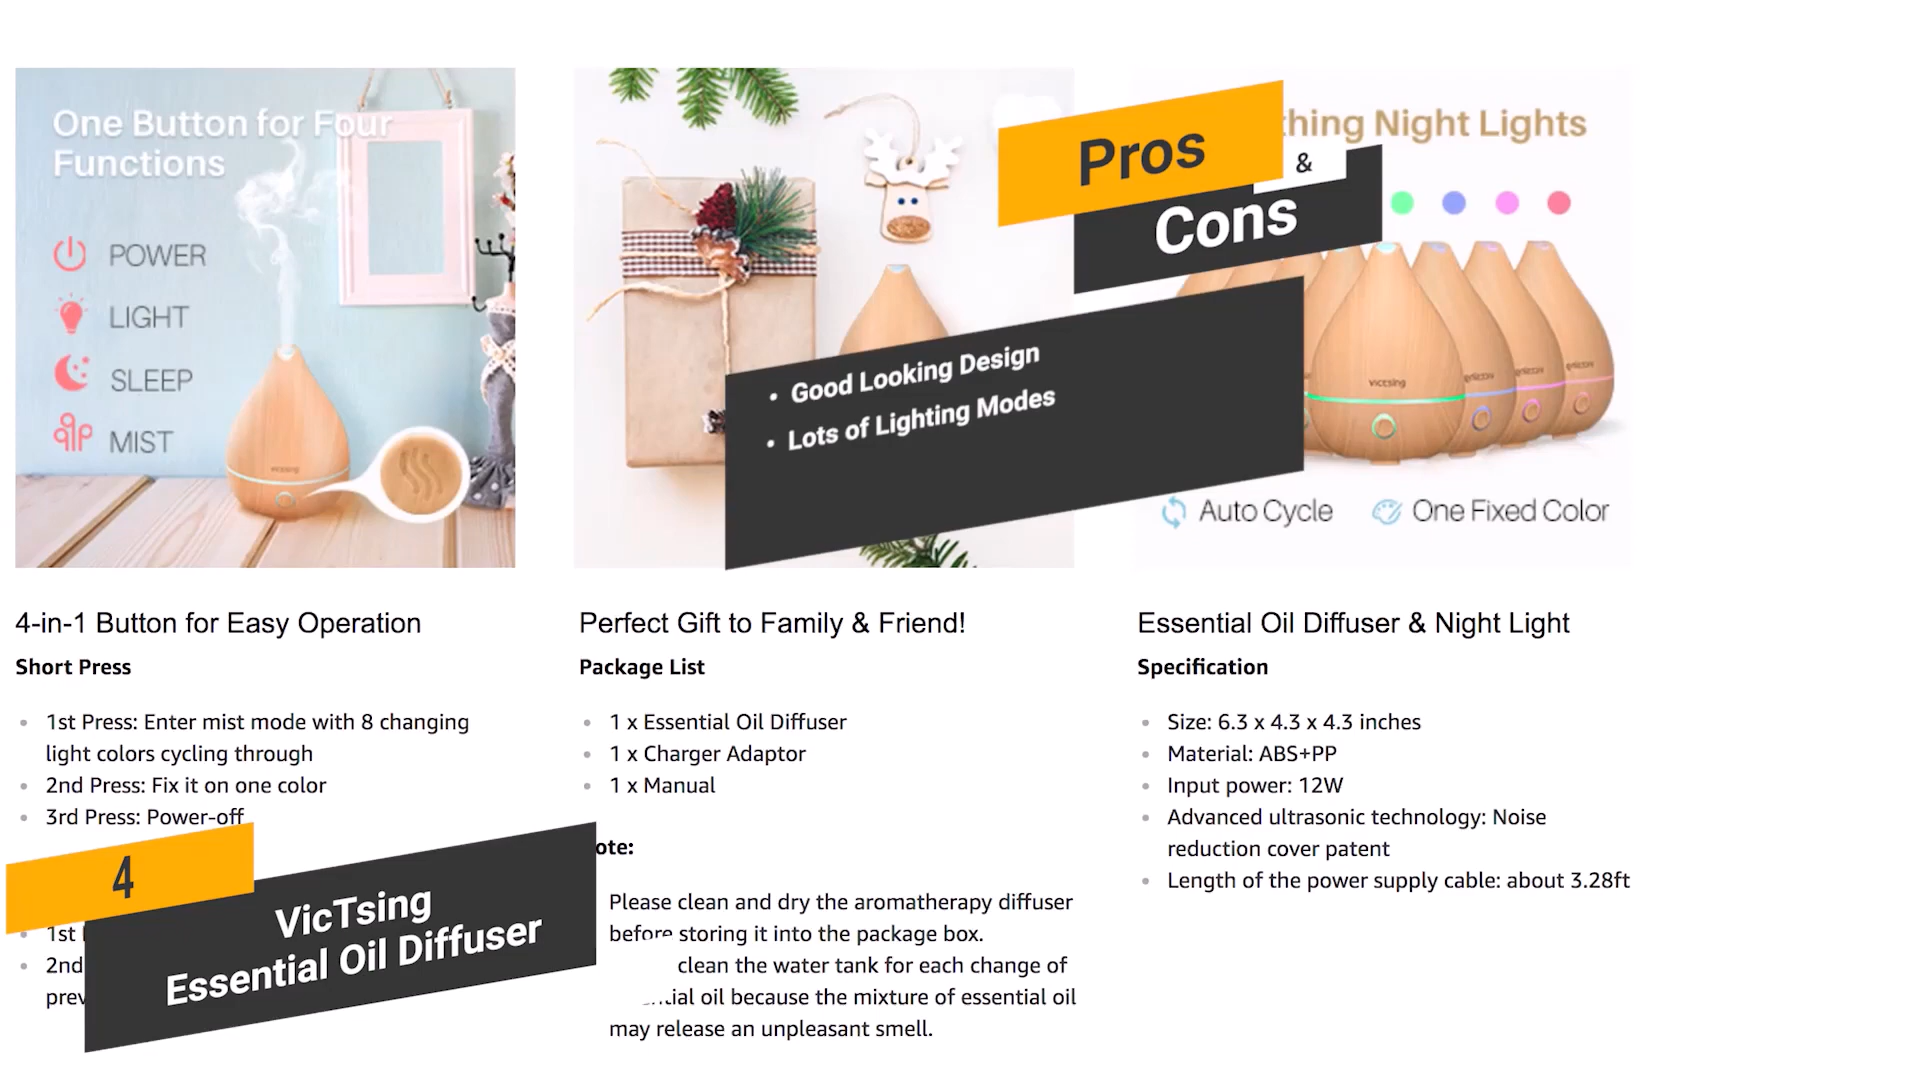 One Button for Four
Functions
POWER
LIGHT
SLEEP
MIST
victsing
Pros
&
Cons
Good Looking Design
Lots of Lighting Modes
Night Lights
victsing
Auto Cycle
One Fixed Color
4-in-1 Button for Easy Operation
Short Press
1st Press: Enter mist mode with 8 changing
light colors cycling through
2nd Press: Fix it on one color
3rd Press: Power-off
1st
2nd
4
VicTsing
Essential Oil Diffuser
Perfect Gift to Family & Friend!
Package List
1 x Essential Oil Diffuser
1 x Charger Adaptor
1 x Manual
Please clean and dry the aromatherapy diffuser
before storing it into the package box.
clean the water tank for each change of
oil because the mixture of essential oil
may release an unpleasant smell.
Essential Oil Diffuser & Night Light
Specification
Size: 6.3 x 4.3 x 4.3 inches
Material: ABS+PP
Input power: 12W
Advanced ultrasonic technology: Noise
reduction cover patent
Length of the power supply cable: about 3.28ft